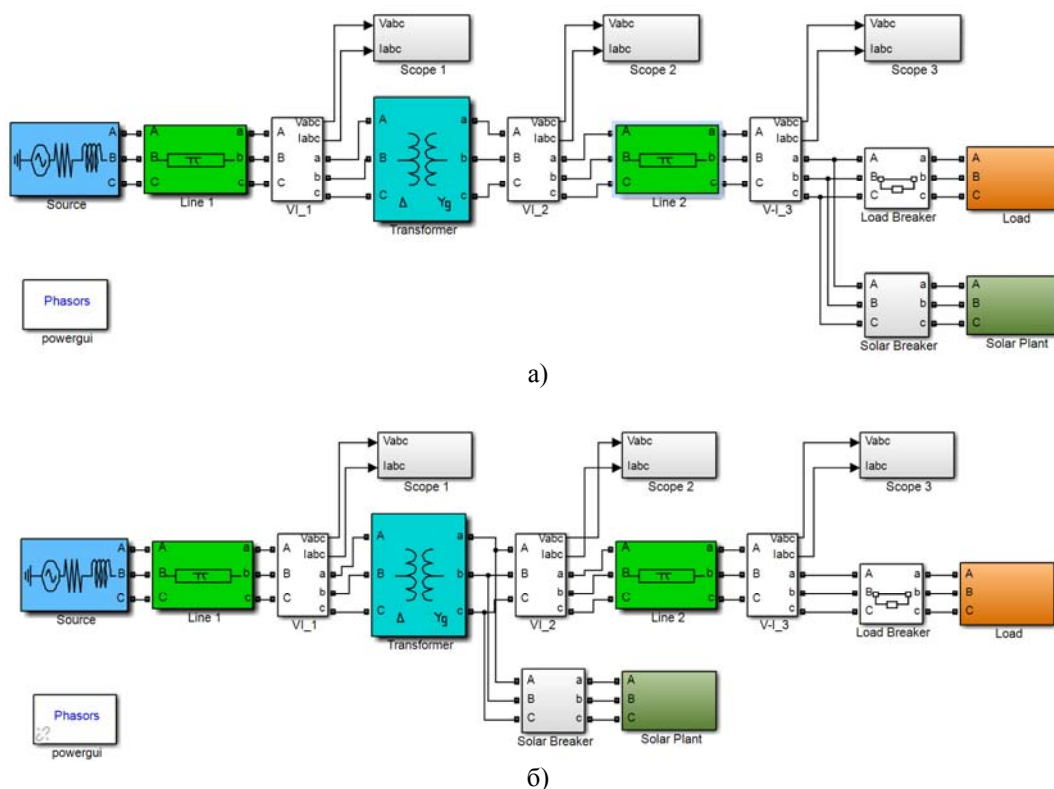 Vabc
Iabc
Scope 1
Vabc
Iabc
Scope 2
Vabc
Iabc
Scope 3
A
B
C
Source
A
B
C
a
b
c
Line 1
A
B
C
Vabc
Iabc
a
b
c
VI_1
A
B
C
a
b
c
Δ
Yg
Transformer
A
B
C
Vabc
Iabc
a
b
c
VI_2
A
B
C
a
b
c
Line 2
A
B
C
Vabc
Iabc
a
b
c
V-I_3
A
B
C
a
b
c
Load Breaker
A
B
C
Load
A
B
C
a
b
c
Solar Breaker
A
B
C
Solar Plant
Phasors
powergui
а)
Vabc
Iabc
Scope 1
Vabc
Iabc
Scope 2
Vabc
Iabc
Scope 3
A
B
C
Source
A
B
C
a
b
c
Line 1
A
B
C
Vabc
Iabc
a
b
c
VI_1
A
B
C
a
b
c
Δ
Yg
Transformer
A
B
C
Vabc
Iabc
a
b
c
VI_2
A
B
C
a
b
c
Line 2
A
B
C
Vabc
Iabc
a
b
c
V-I_3
A
B
C
a
b
c
Load Breaker
A
B
C
Load
A
B
C
a
b
c
Solar Breaker
A
B
C
Solar Plant
Phasors
powergui
б)